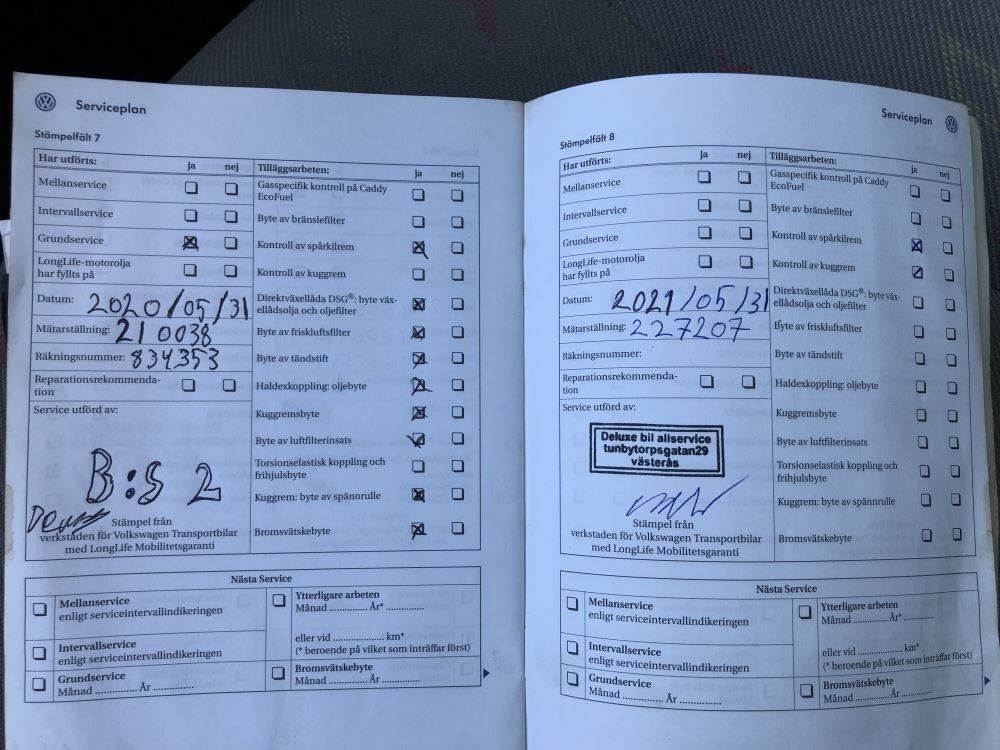 Serviceplan
Stämpelfält 7
Har utförts: ja nej
Mellanservice
Intervallservice
Grundservice
LongLife-motorolja
har fyllts på
Datum: 2020/05/31
Mätarställning: 210038
Räkningsnummer: 834353
Reparationsrekommenda-
tion
Service utförd av:
B:S 2
Stämpel från
verkstaden för Volkswagen Transportbilar
med LongLife Mobilitetsgaranti
Tilläggsarbeten: ja nej
Gasspecifik kontroll på Caddy
EcoFuel
Byte av bränslefilter
Kontroll av spårkilrem
Kontroll av kuggrem
Direktväxellåda DSG®: byte väx-
ellådsolja och oljefilter
Byte av friskluftsfilter
Byte av tändstift
Haldexkoppling: oljebyte
Kuggremsbyte
Byte av luftfilterinsats
Torsionselastisk koppling och
frihjulsbyte
Kuggrem: byte av spännrulle
Bromsvätskebyte
Nästa Service
Mellanservice
enligt serviceintervallindikeringen
Intervallservice
enligt serviceintervallindikeringen
Grundservice
Månad .............. År ..............
Ytterligare arbeten
Månad .............. År* ..............
eller vid .................... km*
(* beroende på vilket som inträffar först)
Bromsvätskebyte
Månad .............. År ..............
Serviceplan
Stämpelfält 8
Har utförts: ja nej
Mellanservice
Intervallservice
Grundservice
LongLife-motorolja
har fyllts på
Datum: 2021/05/31
Mätarställning: 227207
Räkningsnummer:
Reparationsrekommenda-
tion
Service utförd av:
Deluxe bil allservice
tunbytorpsgatan29
västerås
Stämpel från
verkstaden för Volkswagen Transportbilar
med LongLife Mobilitetsgaranti
Tilläggsarbeten: ja nej
Gasspecifik kontroll på Caddy
EcoFuel
Byte av bränslefilter
Kontroll av spårkilrem
Kontroll av kuggrem
Direktväxellåda DSG®: byte väx-
ellådsolja och oljefilter
Byte av friskluftsfilter
Byte av tändstift
Haldexkoppling: oljebyte
Kuggremsbyte
Byte av luftfilterinsats
Torsionselastisk koppling och
frihjulsbyte
Kuggrem: byte av spännrulle
Bromsvätskebyte
Nästa Service
Mellanservice
enligt serviceintervallindikeringen
Intervallservice
enligt serviceintervallindikeringen
Grundservice
Månad .............. År ..............
Ytterligare arbeten
Månad .............. År* ..............
eller vid .................... km*
(* beroende på vilket som inträffar först)
Bromsvätskebyte
Månad .............. År ..............